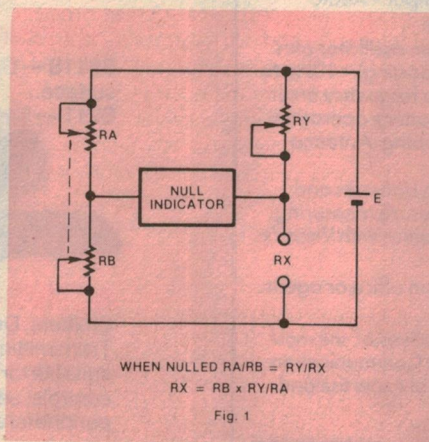 RA
RY
NULL
INDICATOR
E
RB
RX
WHEN NULLED RA/RB = RY/RX
RX = RB x RY/RA
Fig. 1